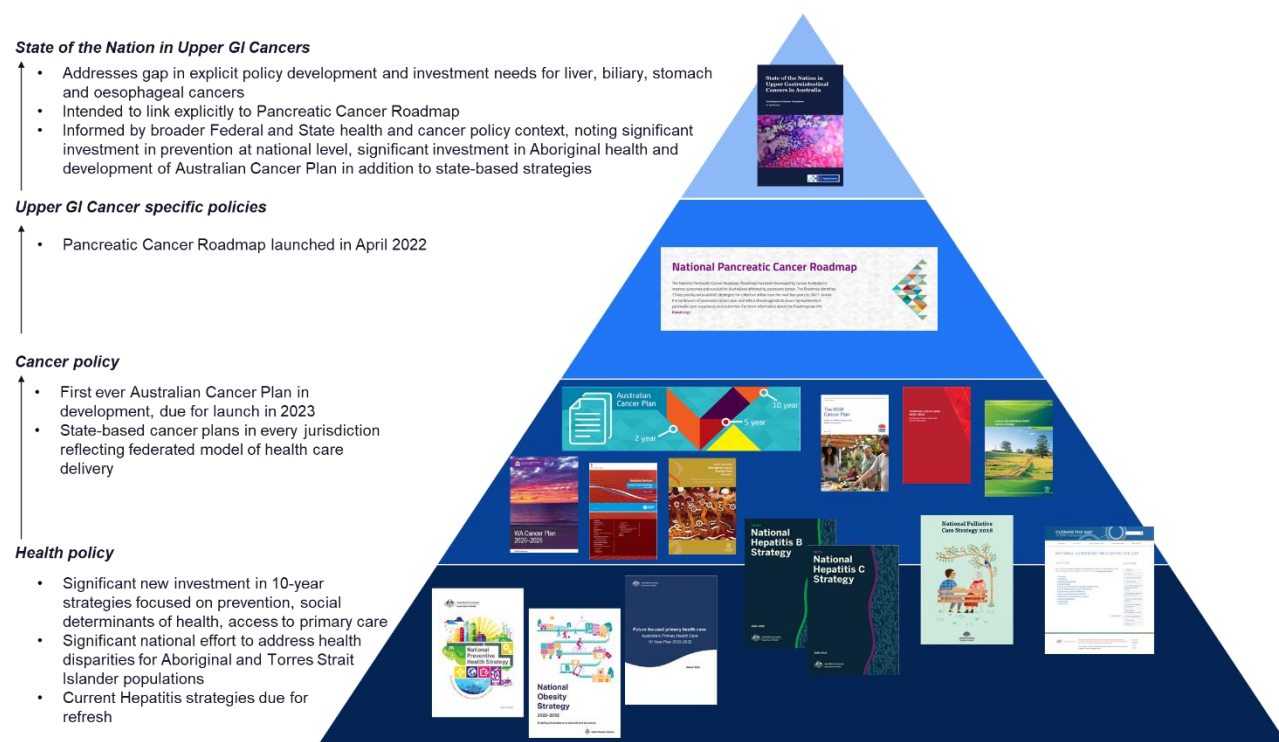 State of the Nation in Upper GI Cancers
• Addresses gap in explicit policy development and investment needs for liver, biliary, stomach
and oesophageal cancers
• Intended to link explicitly to Pancreatic Cancer Roadmap
• Informed by broader Federal and State health and cancer policy context, noting significant
investment in prevention at national level, significant investment in Aboriginal health and
development of Australian Cancer Plan in addition to state-based strategies
State of the Nation in
Upper Gastrointestinal
Cancers in Australia
Upper GI Cancer specific policies
• Pancreatic Cancer Roadmap launched in April 2022
National Pancreatic Cancer Roadmap
Cancer policy
• First ever Australian Cancer Plan in
development, due for launch in 2023
• State-based cancer plans in every jurisdiction
reflecting federated model of health care
delivery
Australian
Cancer Plan
2 year
5 year
10 year
The NSW
Cancer Plan
WA Cancer Plan
2020–2025
Health policy
• Significant new investment in 10-year
strategies focused on prevention, social
determinants of health, access to primary care
• Significant national effort to address health
disparities for Aboriginal and Torres Strait
Islander populations
• Current Hepatitis strategies due for
refresh
National
Preventive
Health Strategy
National
Obesity
Strategy
2022–2032
Future focused primary health care:
Australia's Primary Health Care
10 Year Plan 2022-2032
National
Hepatitis B
Strategy
National
Hepatitis C
Strategy
National Palliative
Care Strategy 2018